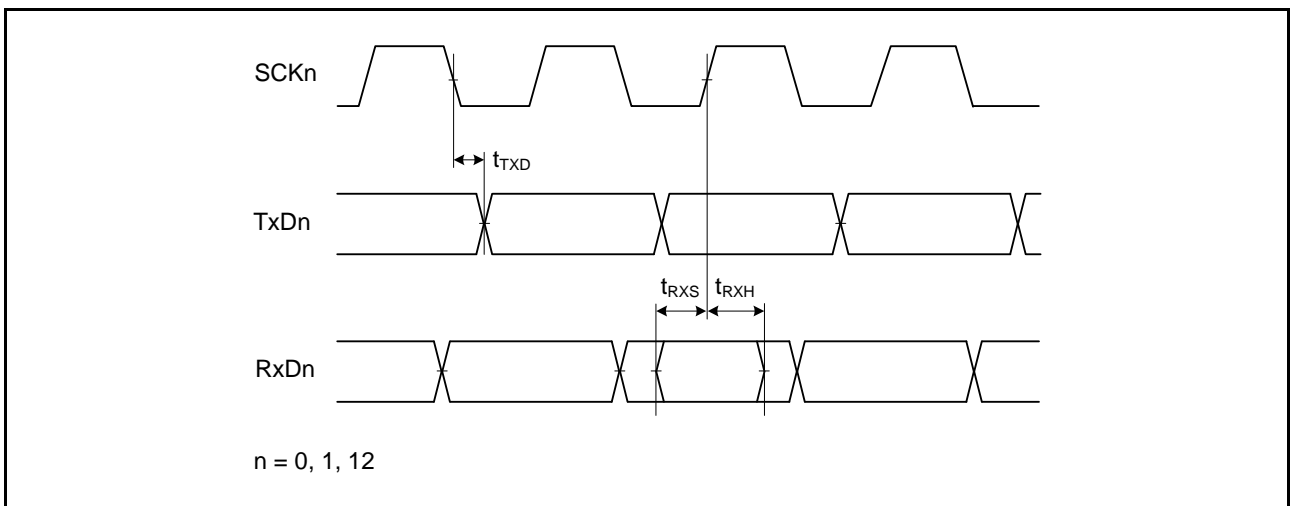 SCKn
tTXD
TxDn
tRXS tRXH
RxDn
n = 0, 1, 12